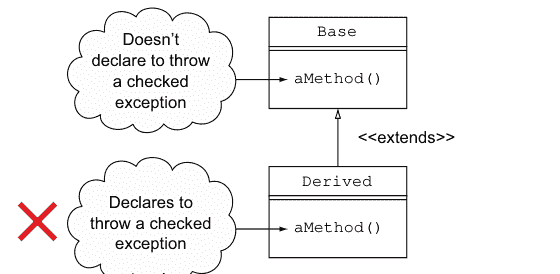 Doesn’t
declare to throw
a checked
exception
Base
aMethod()
<<extends>>
Declares to
throw a checked
exception
Derived
aMethod()